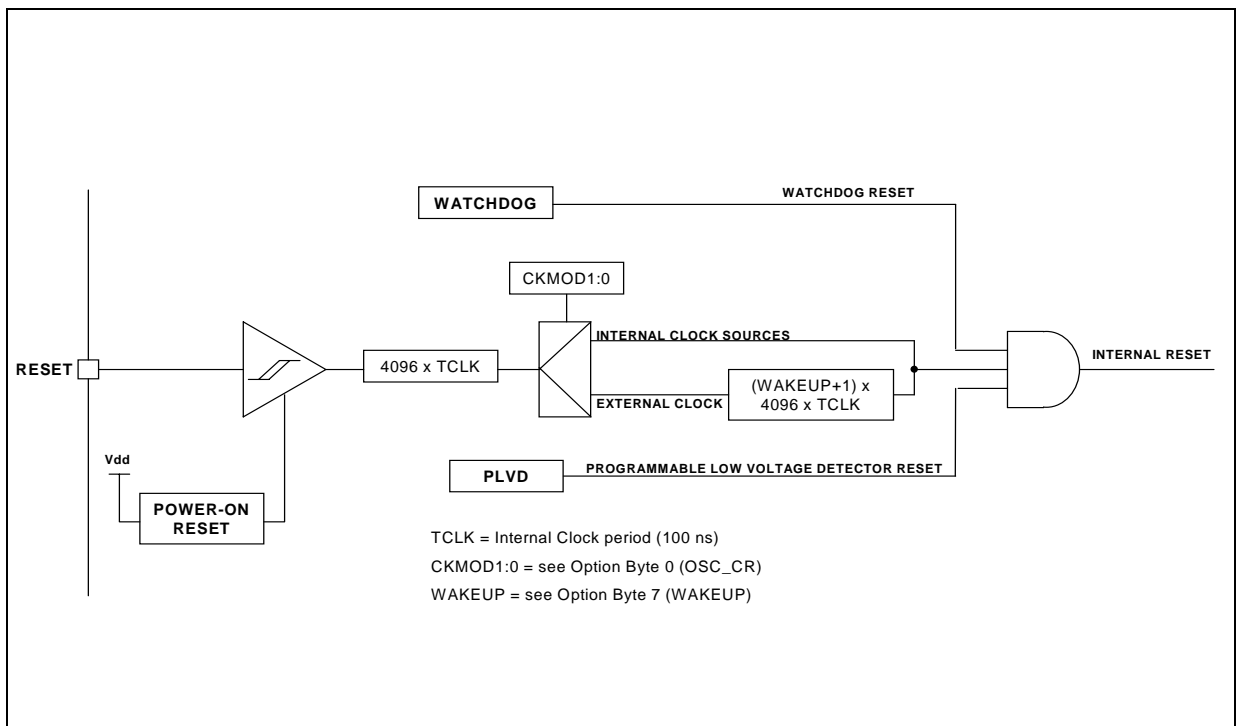 WATCHDOG
WATCHDOG RESET
CKMOD1:0
RESET
4096 x TCLK
INTERNAL CLOCK SOURCES
EXTERNAL CLOCK
(WAKEUP+1) x
4096 x TCLK
INTERNAL RESET
Vdd
POWER-ON
RESET
PLVD
PROGRAMMABLE LOW VOLTAGE DETECTOR RESET
TCLK = Internal Clock period (100 ns)
CKMOD1:0 = see Option Byte 0 (OSC_CR)
WAKEUP = see Option Byte 7 (WAKEUP)